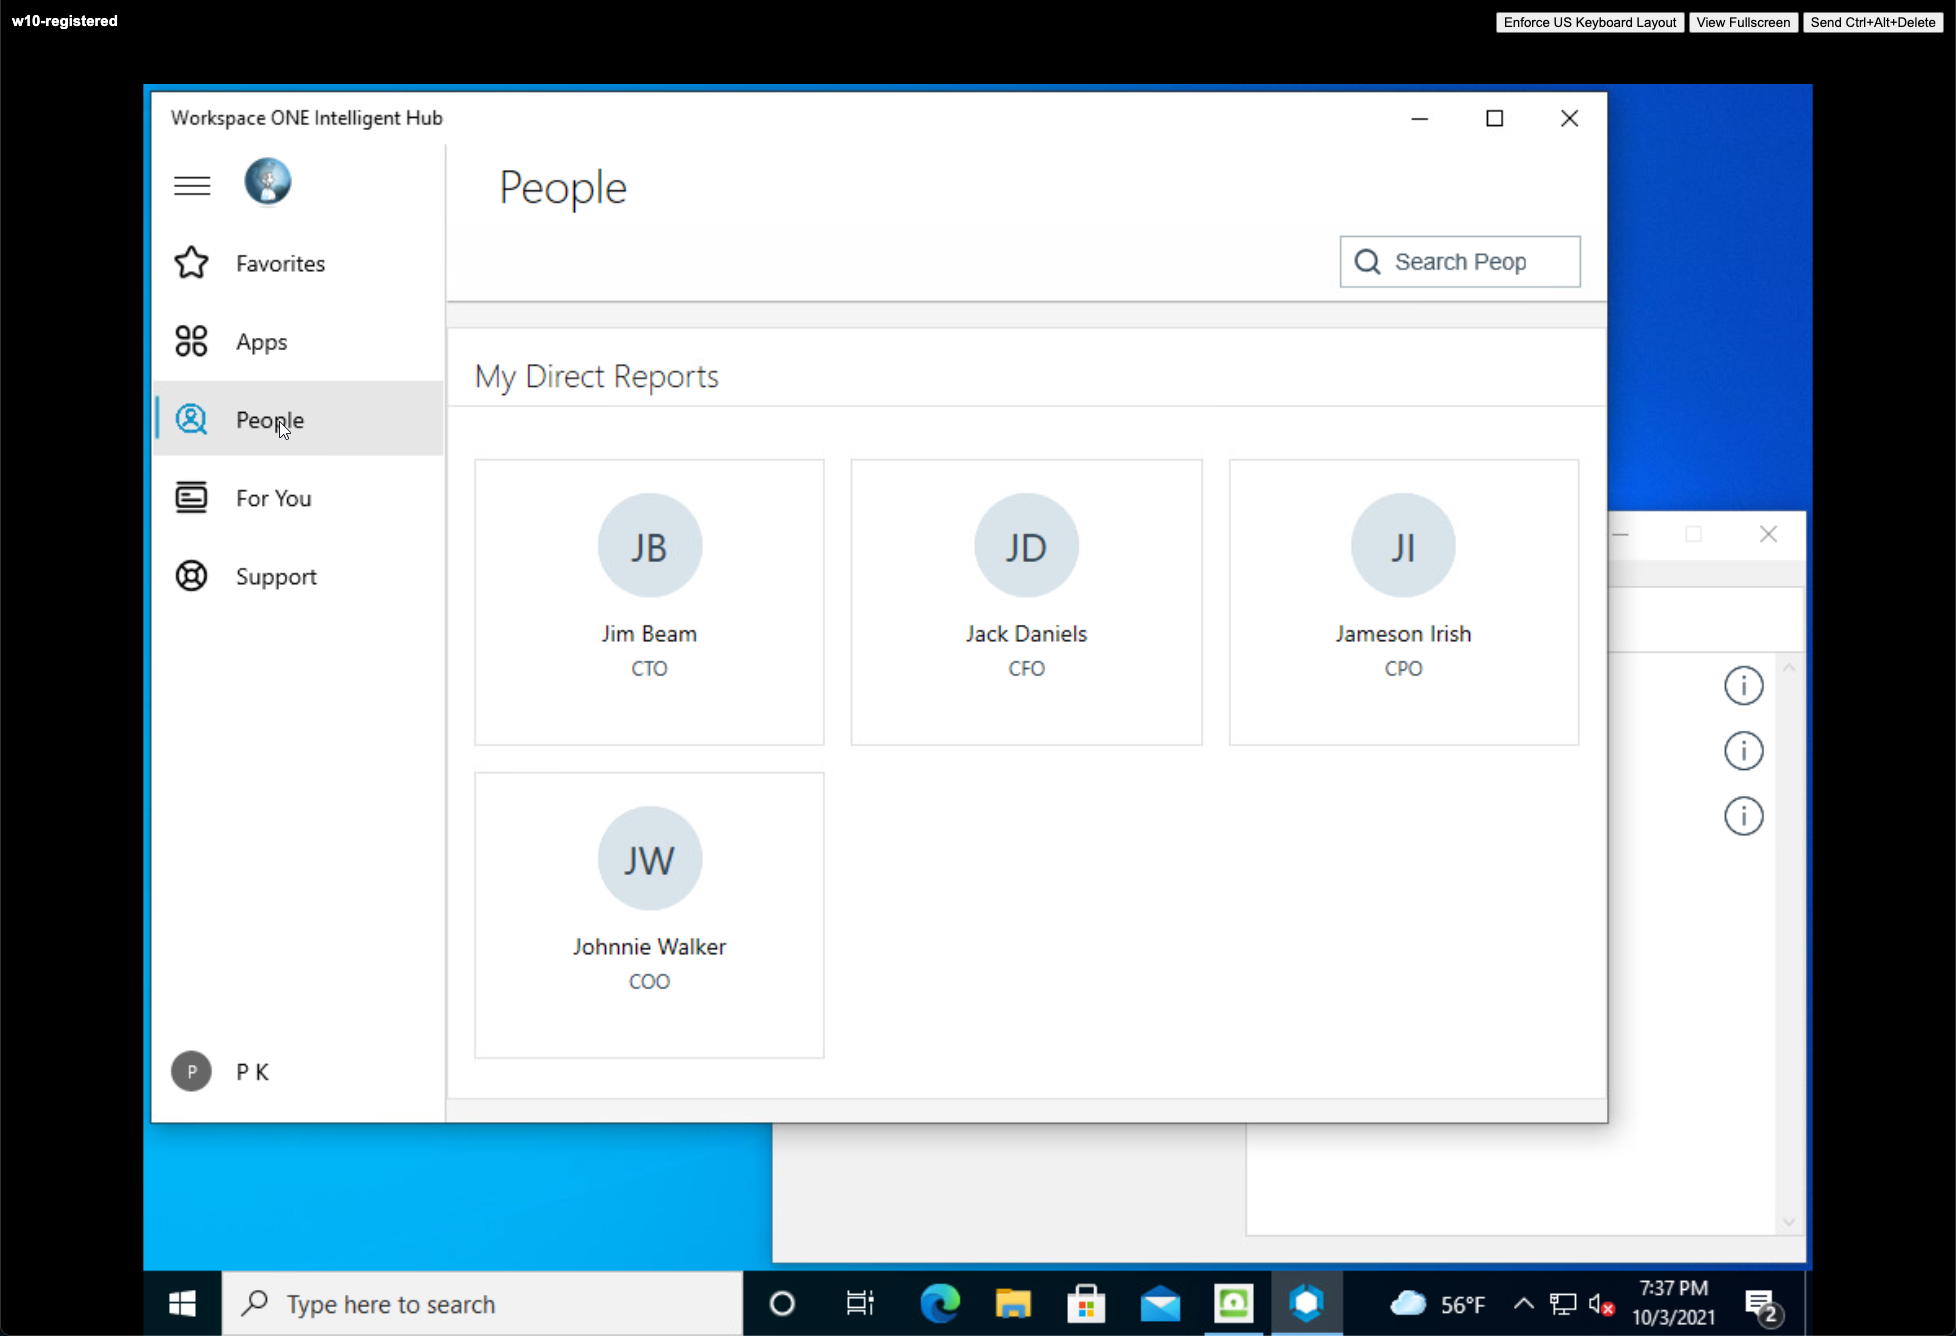 w10-registered
Enforce US Keyboard Layout
View Fullscreen
Send Ctrl+Alt+Delete
Workspace ONE Intelligent Hub
Favorites
Apps
People
For You
Support
P
P K
People
Search Peop
My Direct Reports
JB
Jim Beam
CTO
JD
Jack Daniels
CFO
JI
Jameson Irish
CPO
JW
Johnnie Walker
COO
Type here to search
56°F
7:37 PM
10/3/2021
2